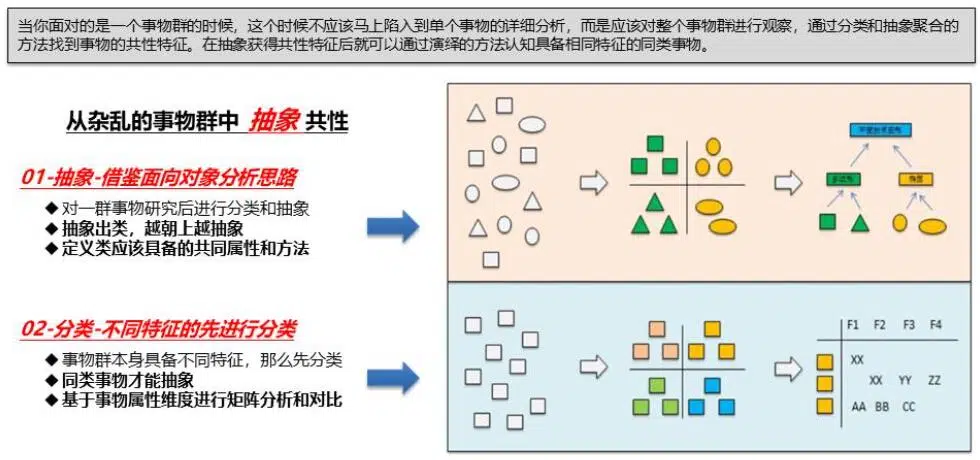 当你面对的是一个事物群的时候，这个时候不应该马上陷入到单个事物的详细分析，而是应该对整个事物群进行观察，通过分类和抽象聚合的
方法找到事物的共性特征。在抽象获得共性特征后就可以通过演绎的方法认知具备相同特征的同类事物。
从杂乱的事物群中 抽象 共性
01-抽象-借鉴面向对象分析思路
◆对一群事物研究后进行分类和抽象
◆抽象出类，越朝上越抽象
◆定义类应该具备的共同属性和方法
02-分类-不同特征的先进行分类
◆事物群本身具备不同特征，那么先分类
◆同类事物才能抽象
◆基于事物属性维度进行矩阵分析和对比
F1 F2 F3 F4
XX
XX YY ZZ
AA BB CC